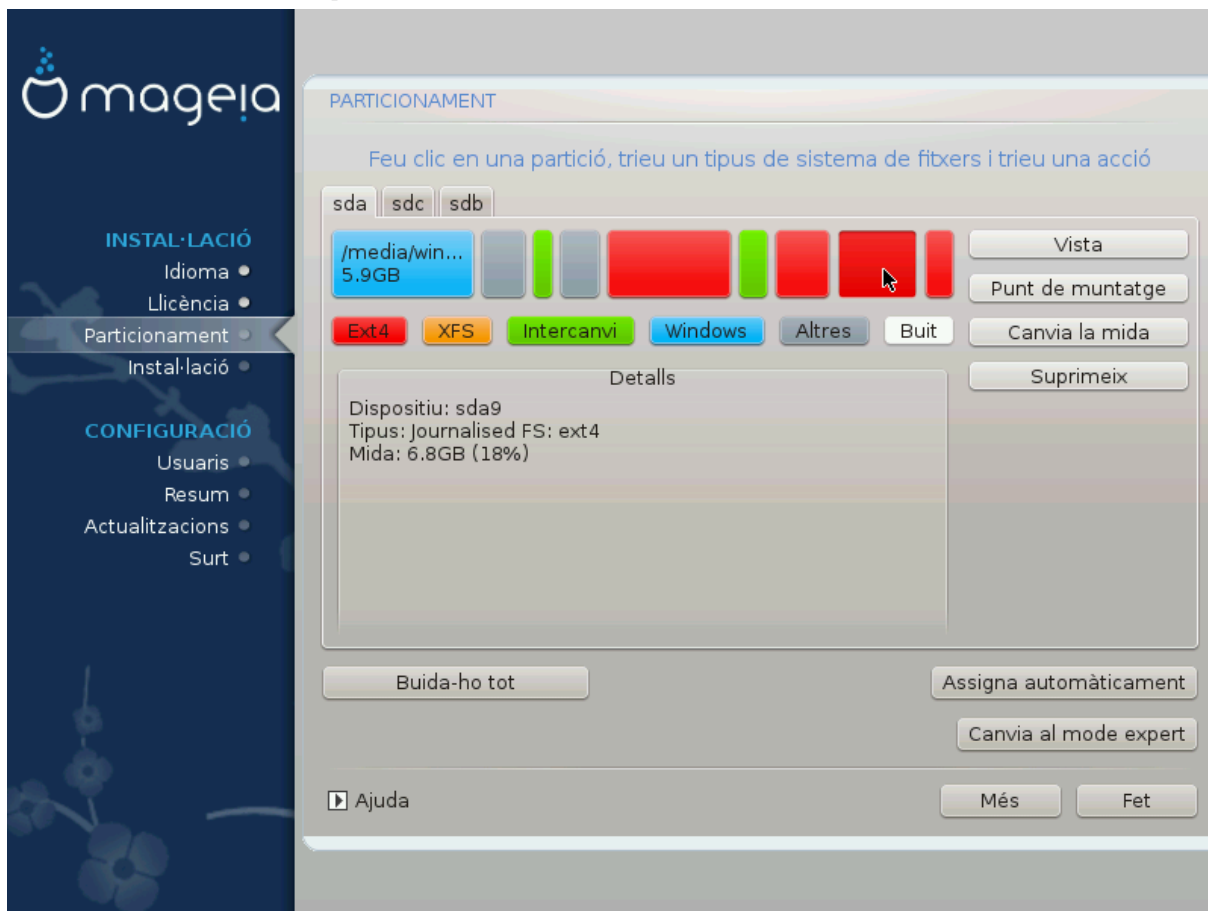 mageia
INSTAL·LACIÓ
Idioma
Llicència
Particionament
Instal·lació
CONFIGURACIÓ
Usuaris
Resum
Actualitzacions
Surt
PARTICIONAMENT
Feu clic en una partició, trieu un tipus de sistema de fitxers i trieu una acció
sda sdc sdb
/media/win...
5.9GB
Ext4 XFS Intercanvi Windows Altres Buit
Detalls
Dispositiu: sda9
Tipus: Journalised FS: ext4
Mida: 6.8GB (18%)
Vista
Punt de muntatge
Canvia la mida
Suprimeix
Buida-ho tot
Assigna automàticament
Canvia al mode expert
Ajuda
Més
Fet